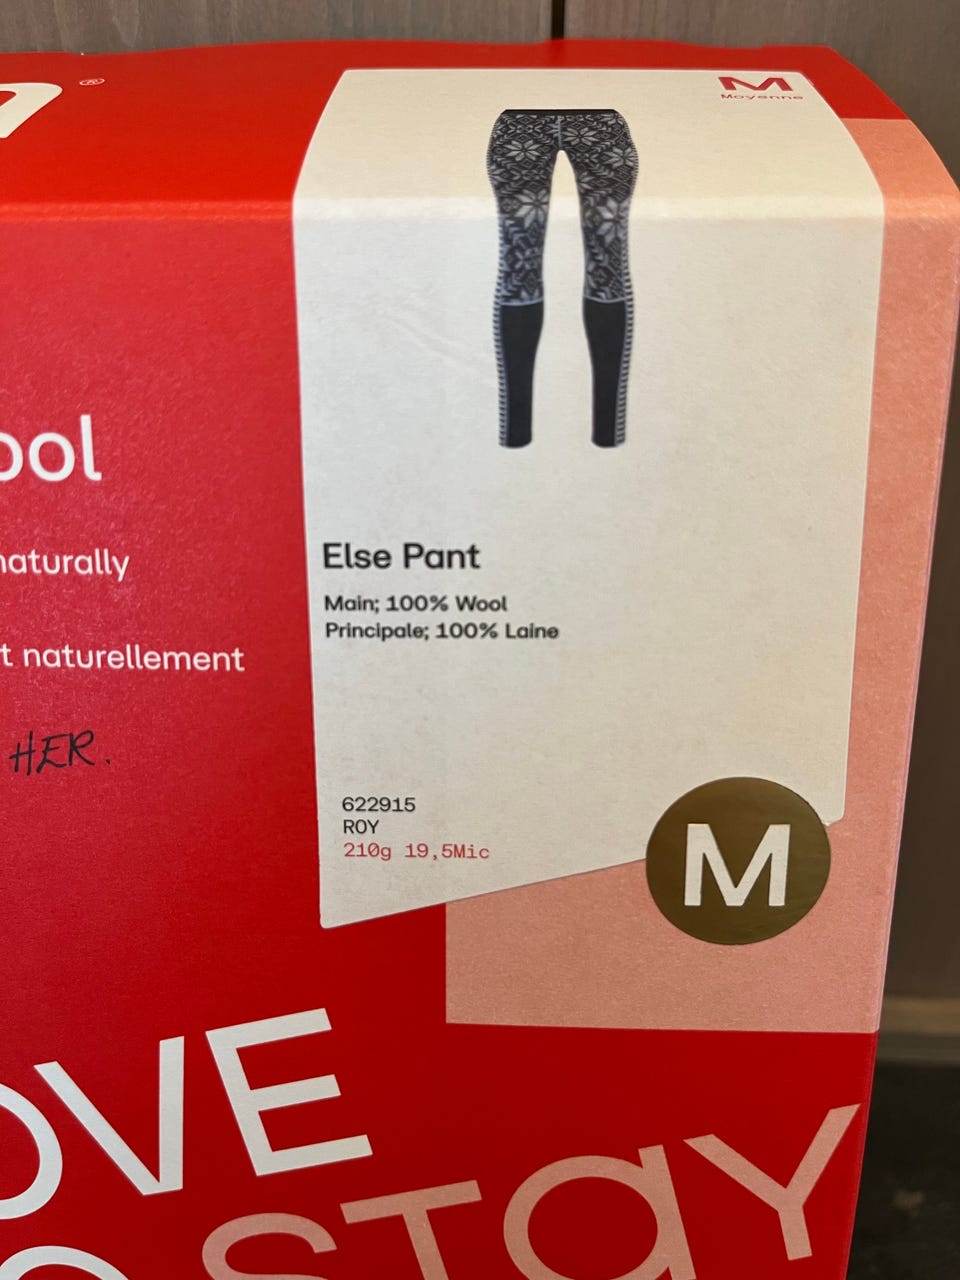 ®
M
Moyenne
ool
naturally
t naturellement
HER.
Else Pant
Main; 100% Wool
Principale; 100% Laine
622915
ROY
210g 19,5Mic
M
OVE
STaY